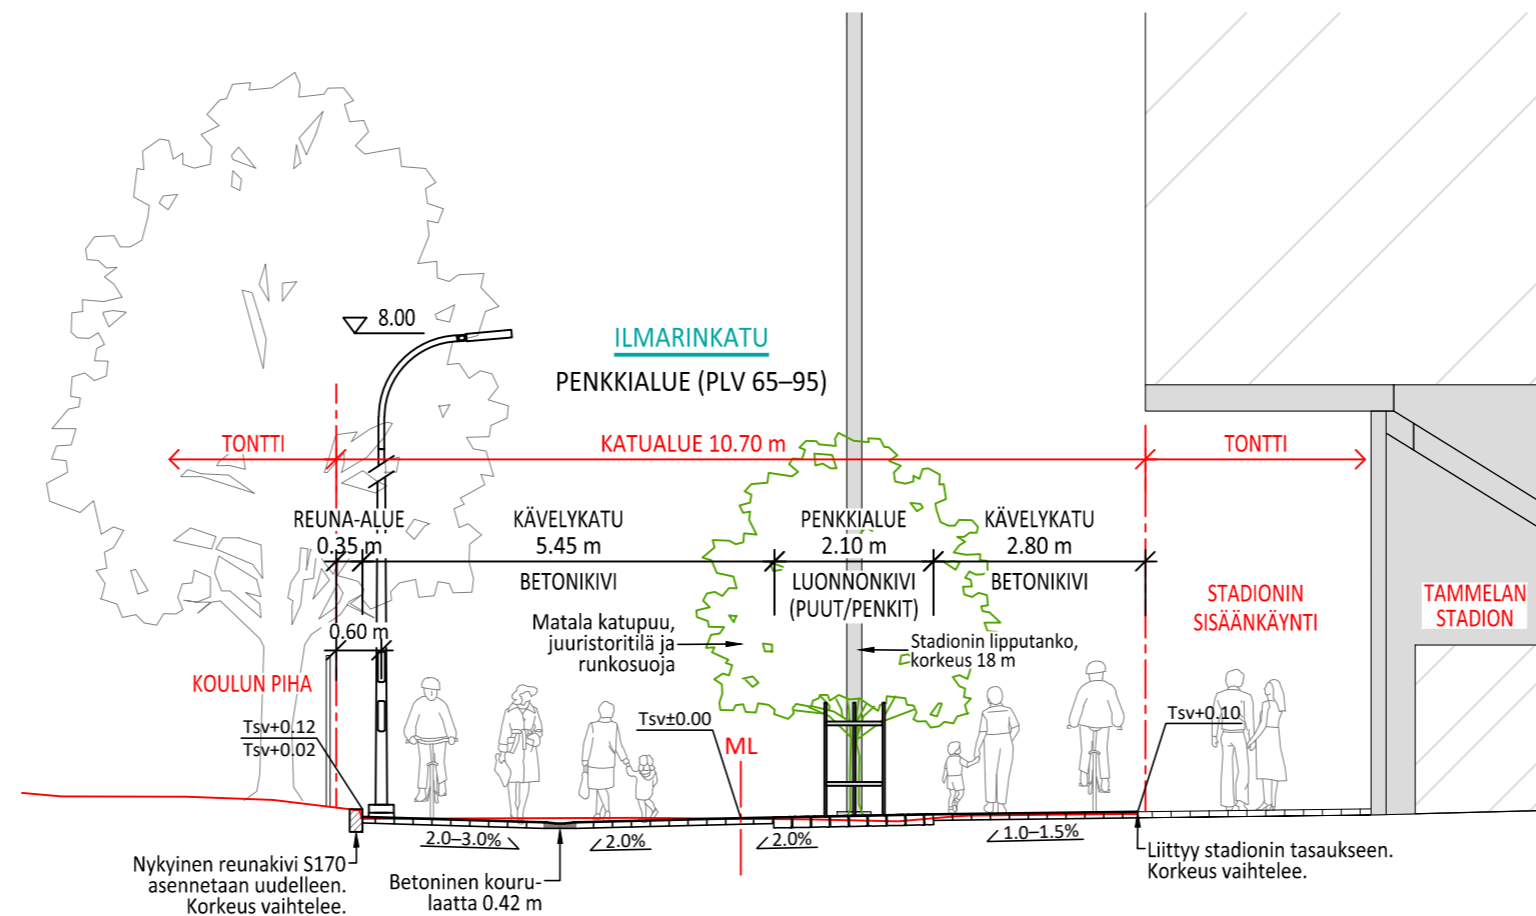 8.00
ILMARINKATU
PENKKIALUE (PLV 65–95)
TONTTI
KATUALUE 10.70 m
TONTTI
REUNA-ALUE
0.35 m
KÄVELYKATU
5.45 m
PENKKIALUE
2.10 m
KÄVELYKATU
2.80 m
BETONIKIVI
LUONNONKIVI
(PUUT/PENKIT)
BETONIKIVI
STADIONIN
SISÄÄNKÄYNTI
TAMMELAN
STADION
0.60 m
Matala katupuu,
juuristoritilä ja
runkosuoja
Stadionin lipputanko,
korkeus 18 m
KOULUN PIHA
Tsv+0.12
Tsv+0.02
Tsv±0.00
ML
Tsv+0.10
2.0–3.0%
2.0%
2.0%
1.0–1.5%
Nykyinen reunakivi S170
asennetaan uudelleen.
Korkeus vaihtelee.
Betoninen kouru-
laatta 0.42 m
Liittyy stadionin tasaukseen.
Korkeus vaihtelee.